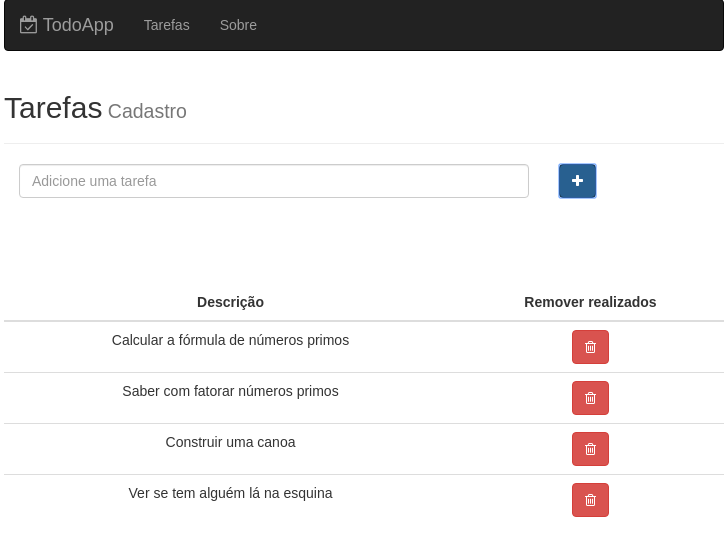 TodoApp Tarefas Sobre
Tarefas Cadastro
Adicione uma tarefa
Descrição Remover realizados
Calcular a fórmula de números primos
Saber com fatorar números primos
Construir uma canoa
Ver se tem alguém lá na esquina